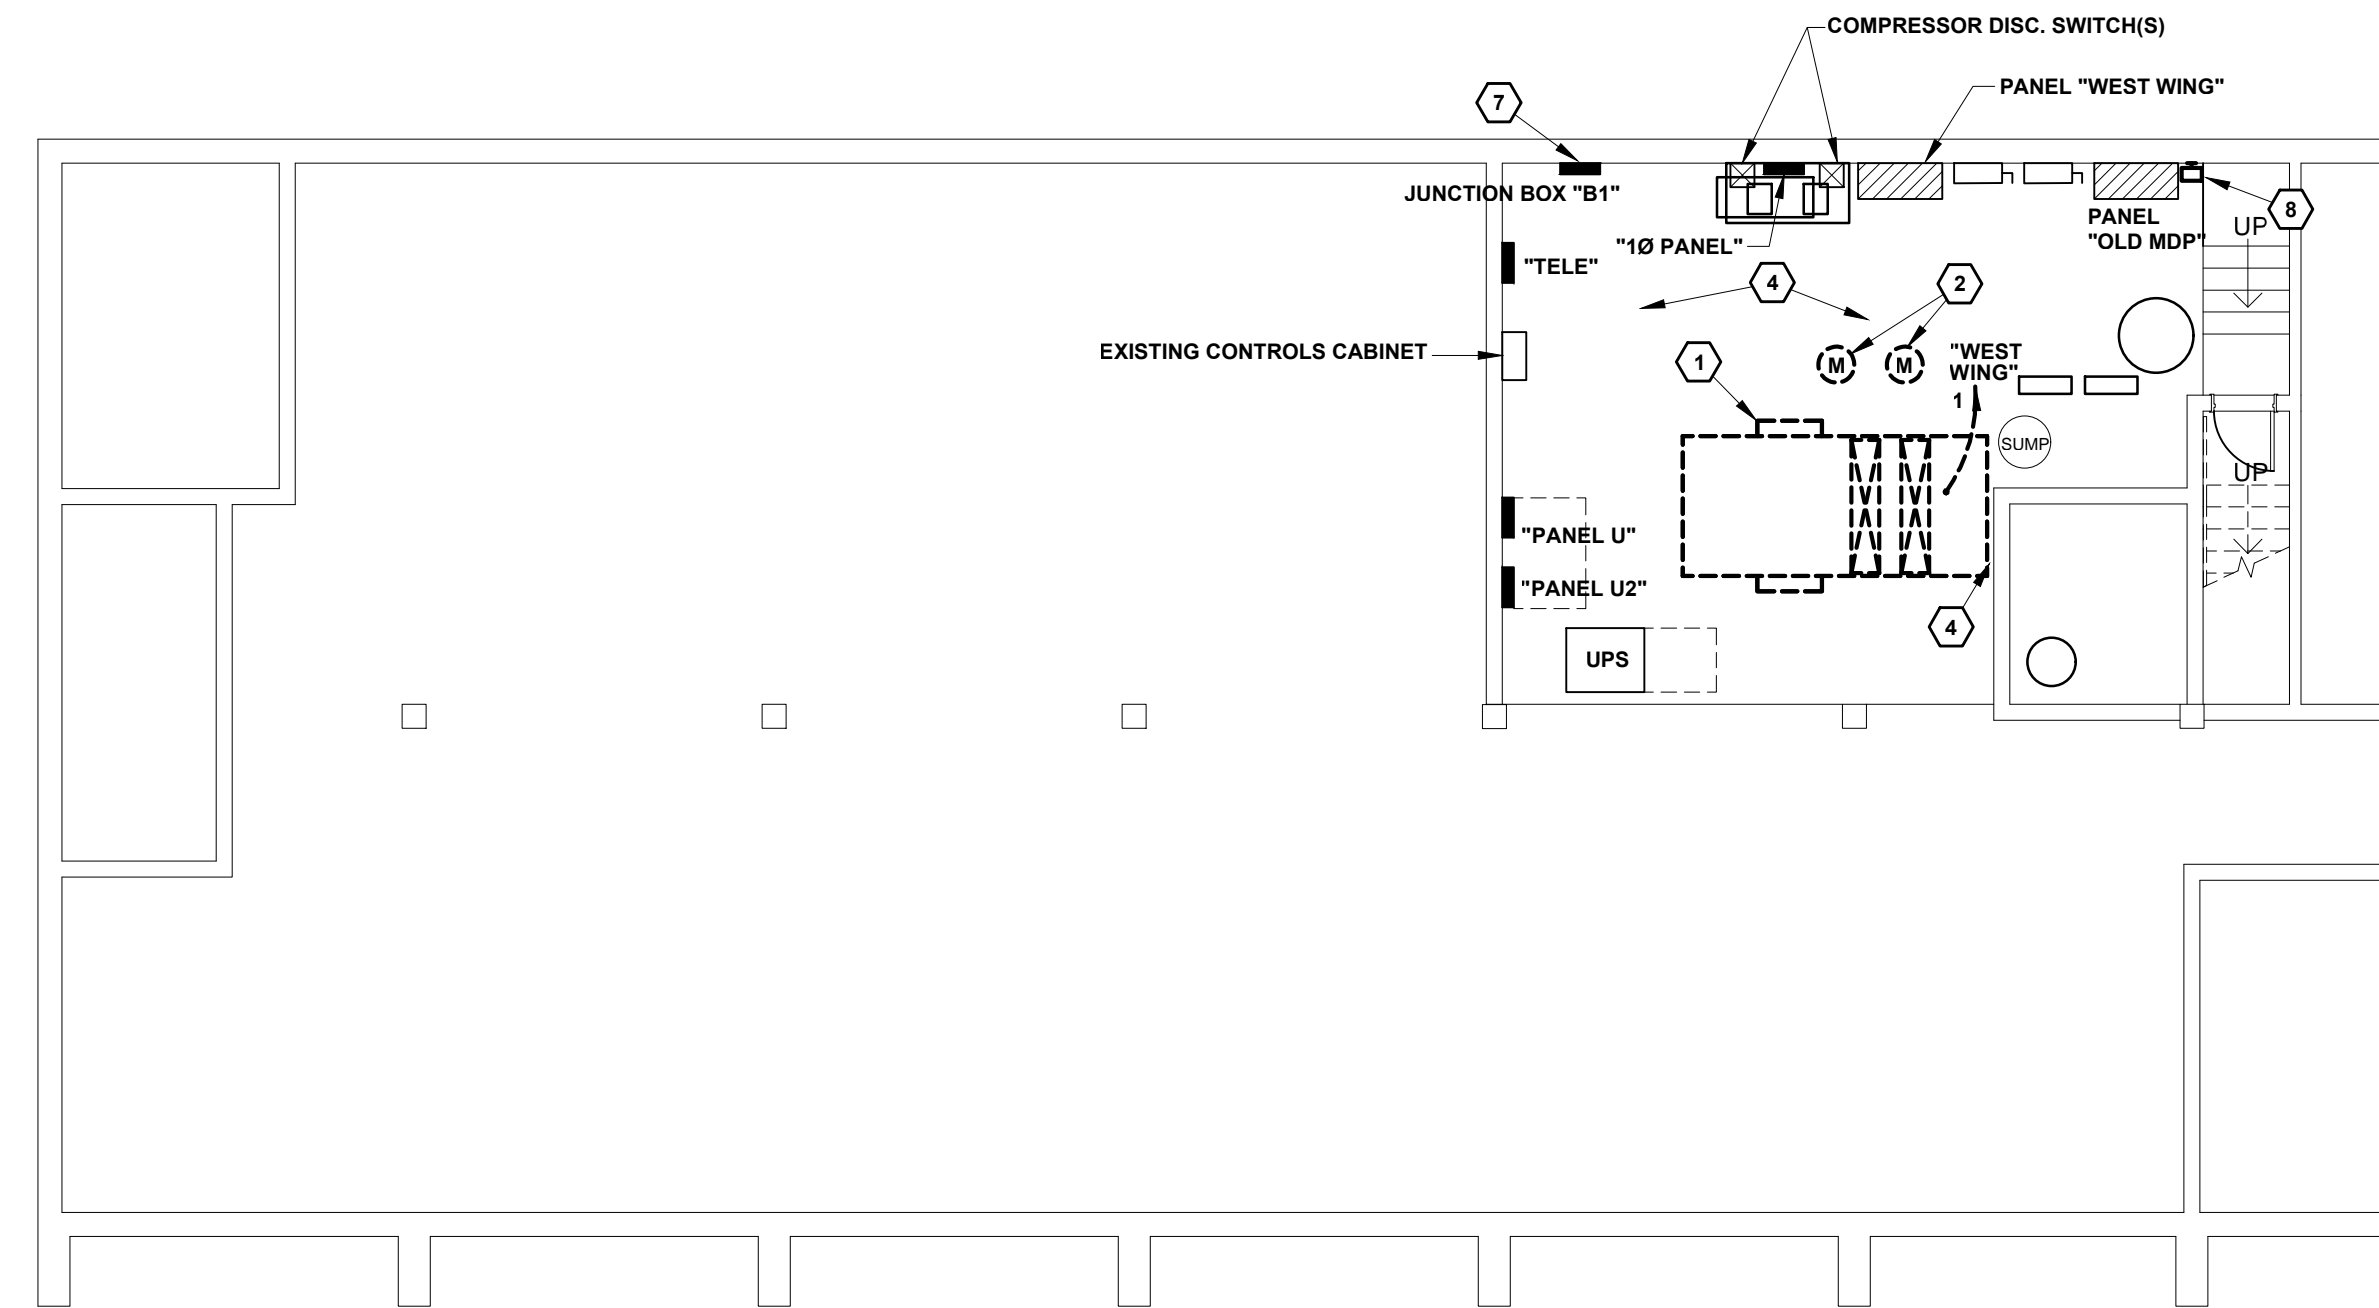 COMPRESSOR DISC. SWITCH(S)
PANEL "WEST WING"
7
JUNCTION BOX "B1"
8
PANEL
"OLD MDP"
UP
"1Ø PANEL"
"TELE"
4
2
EXISTING CONTROLS CABINET
1
M
M
"WEST
WING"
1
SUMP
UP
"PANEL U"
"PANEL U2"
4
UPS